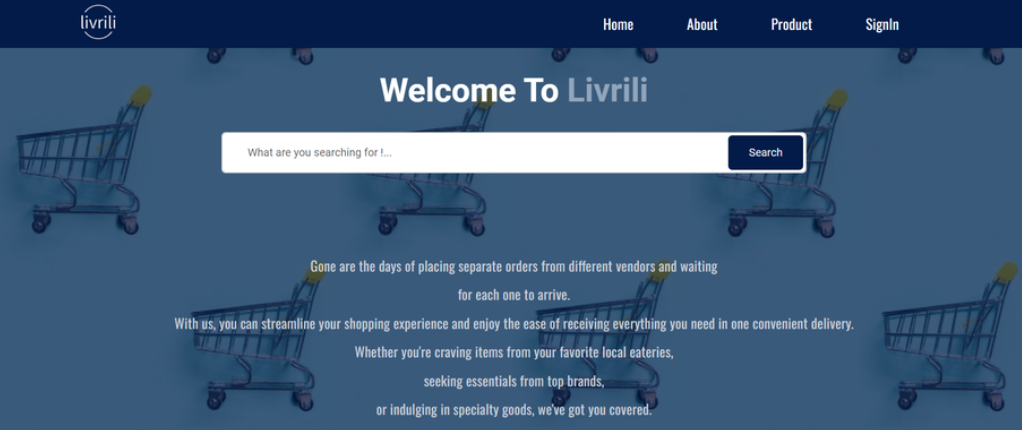 livrili
Home About Product SignIn
Welcome To Livrili
What are you searching for !... Search
Gone are the days of placing separate orders from different vendors and waiting
for each one to arrive.
With us, you can streamline your shopping experience and enjoy the ease of receiving everything you need in one convenient delivery.
Whether you're craving items from your favorite local eateries,
seeking essentials from top brands,
or indulging in specialty goods, we've got you covered.